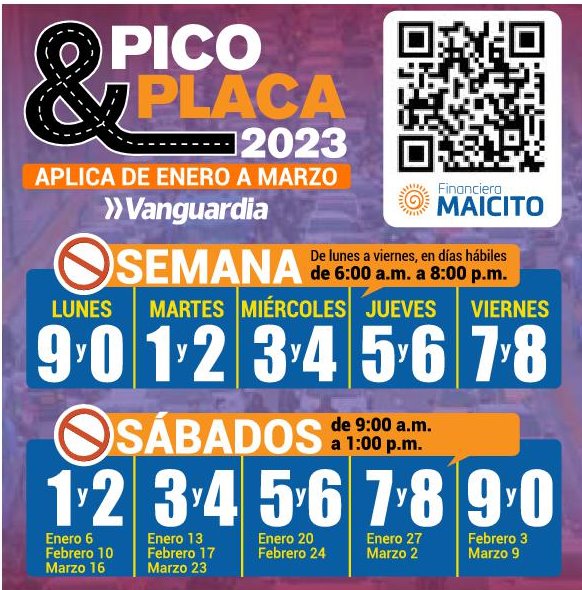 PICO
& PLACA
2023
APLICA DE ENERO A MARZO
Vanguardia
Financiera
MAICITO
SEMANA
De lunes a viernes, en días hábiles
de 6:00 a.m. a 8:00 p.m.
LUNES MARTES MIÉRCOLES JUEVES VIERNES
9 y 0 1 y 2 3 y 4 5 y 6 7 y 8
SÁBADOS
de 9:00 a.m.
a 1:00 p.m.
1 y 2 3 y 4 5 y 6 7 y 8 9 y 0
Enero 6 Enero 13 Enero 20 Enero 27 Febrero 3
Febrero 10 Febrero 17 Febrero 24 Marzo 2 Marzo 9
Marzo 16 Marzo 23